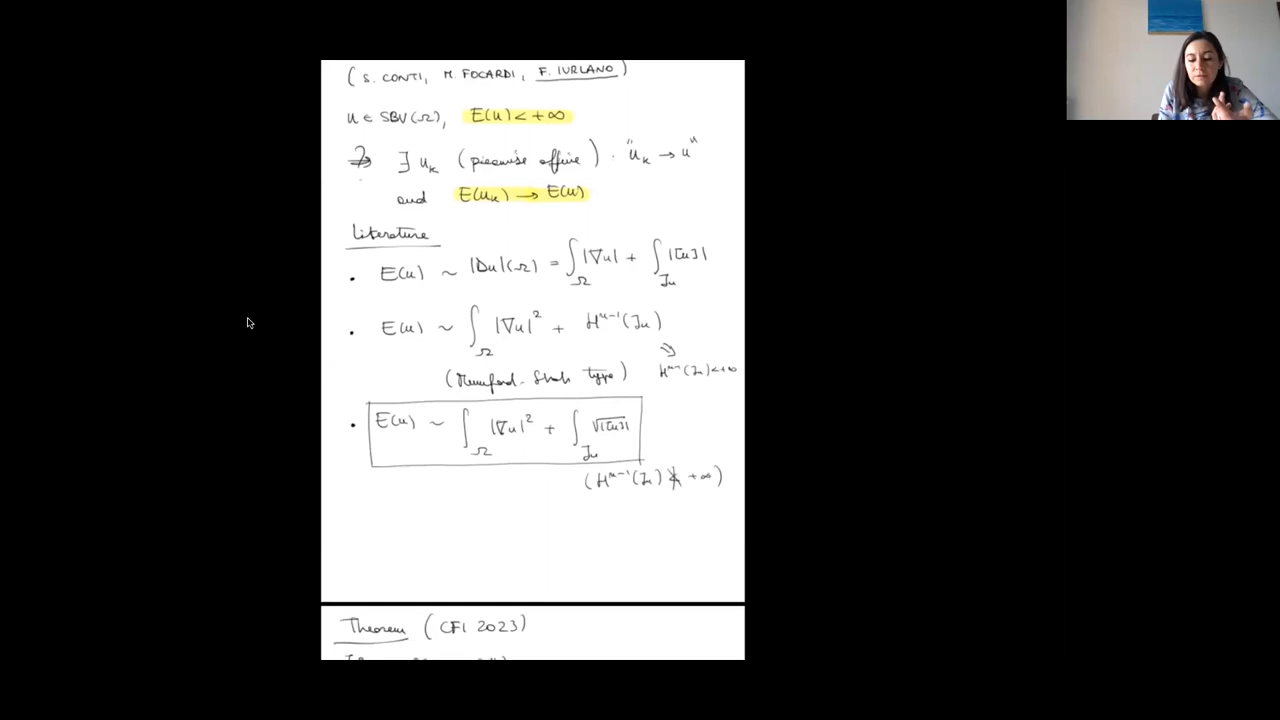 ( S. CONTI, M. FOCARDI, F. IURLANO )
u ∈ SBV(Ω), E(u) < +∞
⇒? ∃ u_k (piecewise affine) . "u_k → u"
and E(u_k) → E(u)
Literature
• E(u) ~ |Du|(Ω) = ∫_Ω |∇u| + ∫_{J_u} |[u]|
• E(u) ~ ∫_Ω |∇u|² + H^{n-1}(J_u)
(Mumford-Shah type) ⇒ H^{n-1}(J_u) < +∞
• E(u) ~ ∫_Ω |∇u|² + ∫_{J_u} √|[u]|
(H^{n-1}(J_u) ≮ +∞)
Theorem (CFI 2023)